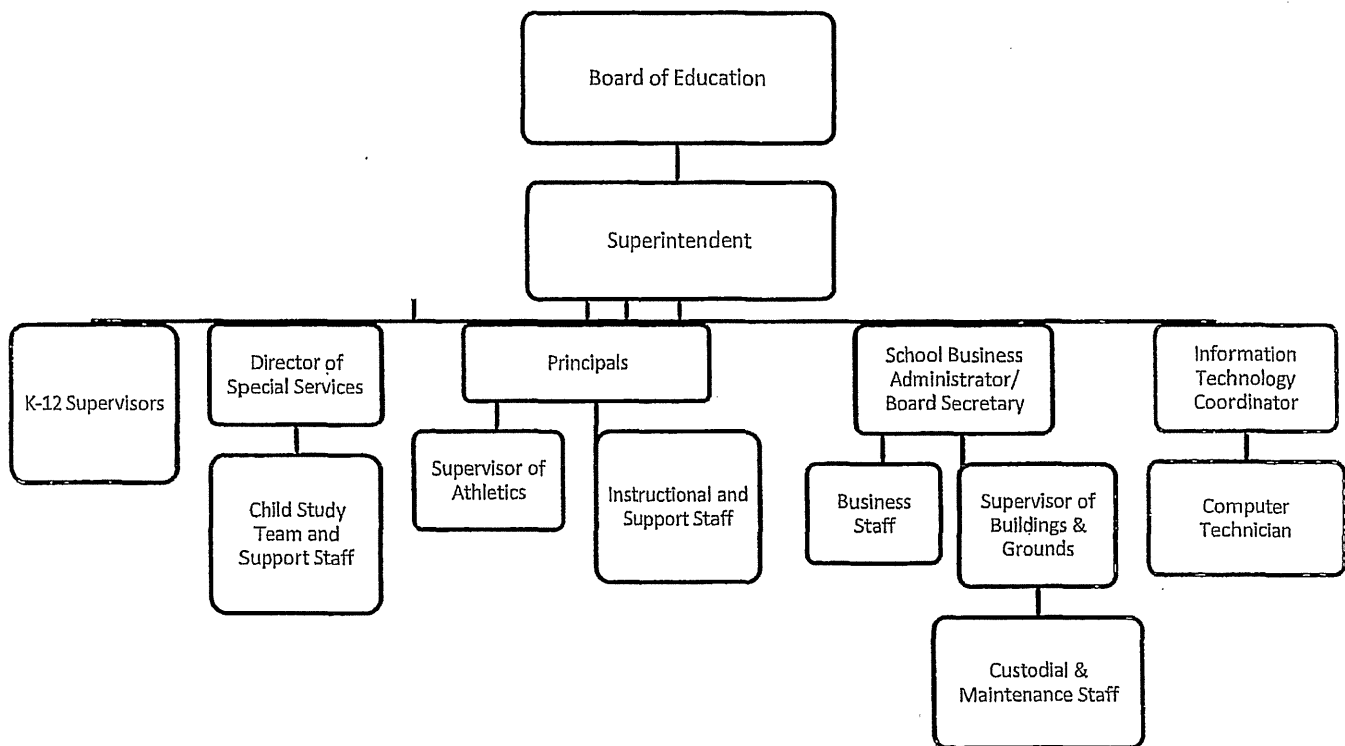 Board of Education
Superintendent
K-12 Supervisors
Director of
Special Services
Principals
School Business
Administrator/
Board Secretary
Information
Technology
Coordinator
Child Study
Team and
Support Staff
Supervisor of
Athletics
Instructional and
Support Staff
Business
Staff
Supervisor of
Buildings &
Grounds
Computer
Technician
Custodial &
Maintenance Staff